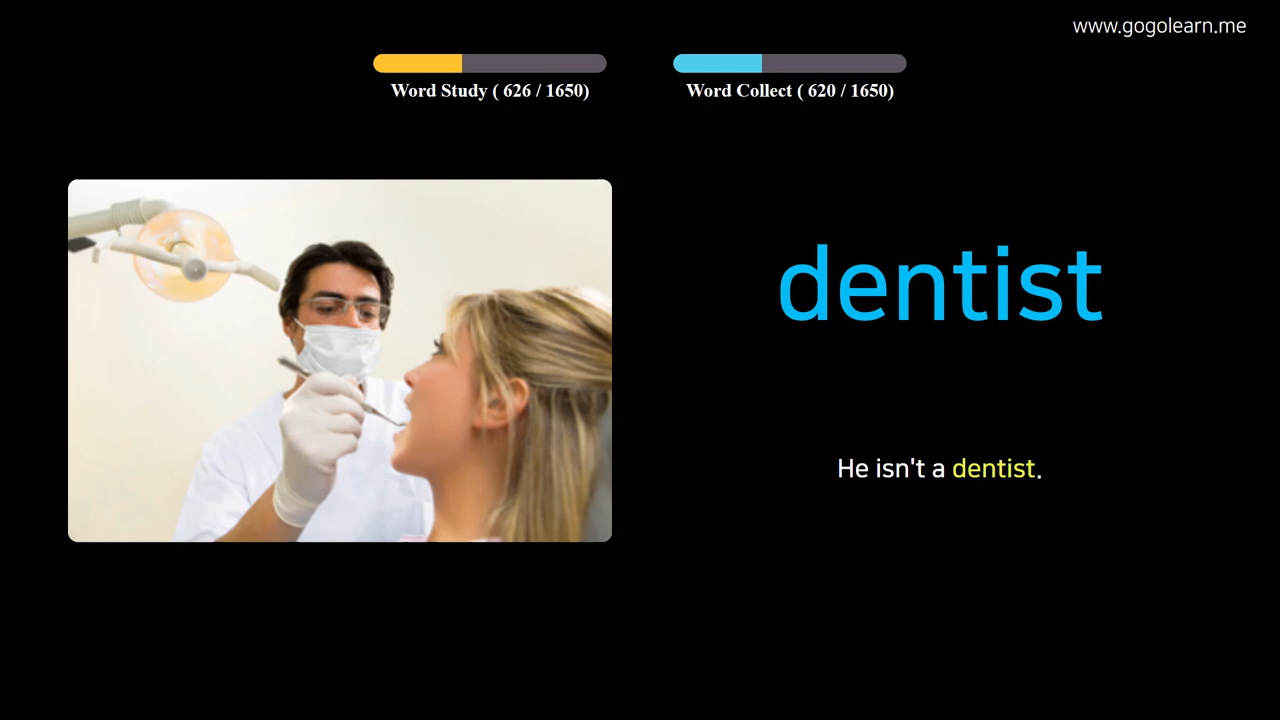 www.gogolearn.me
Word Study ( 626 / 1650)
Word Collect ( 620 / 1650)
dentist
He isn't a dentist.